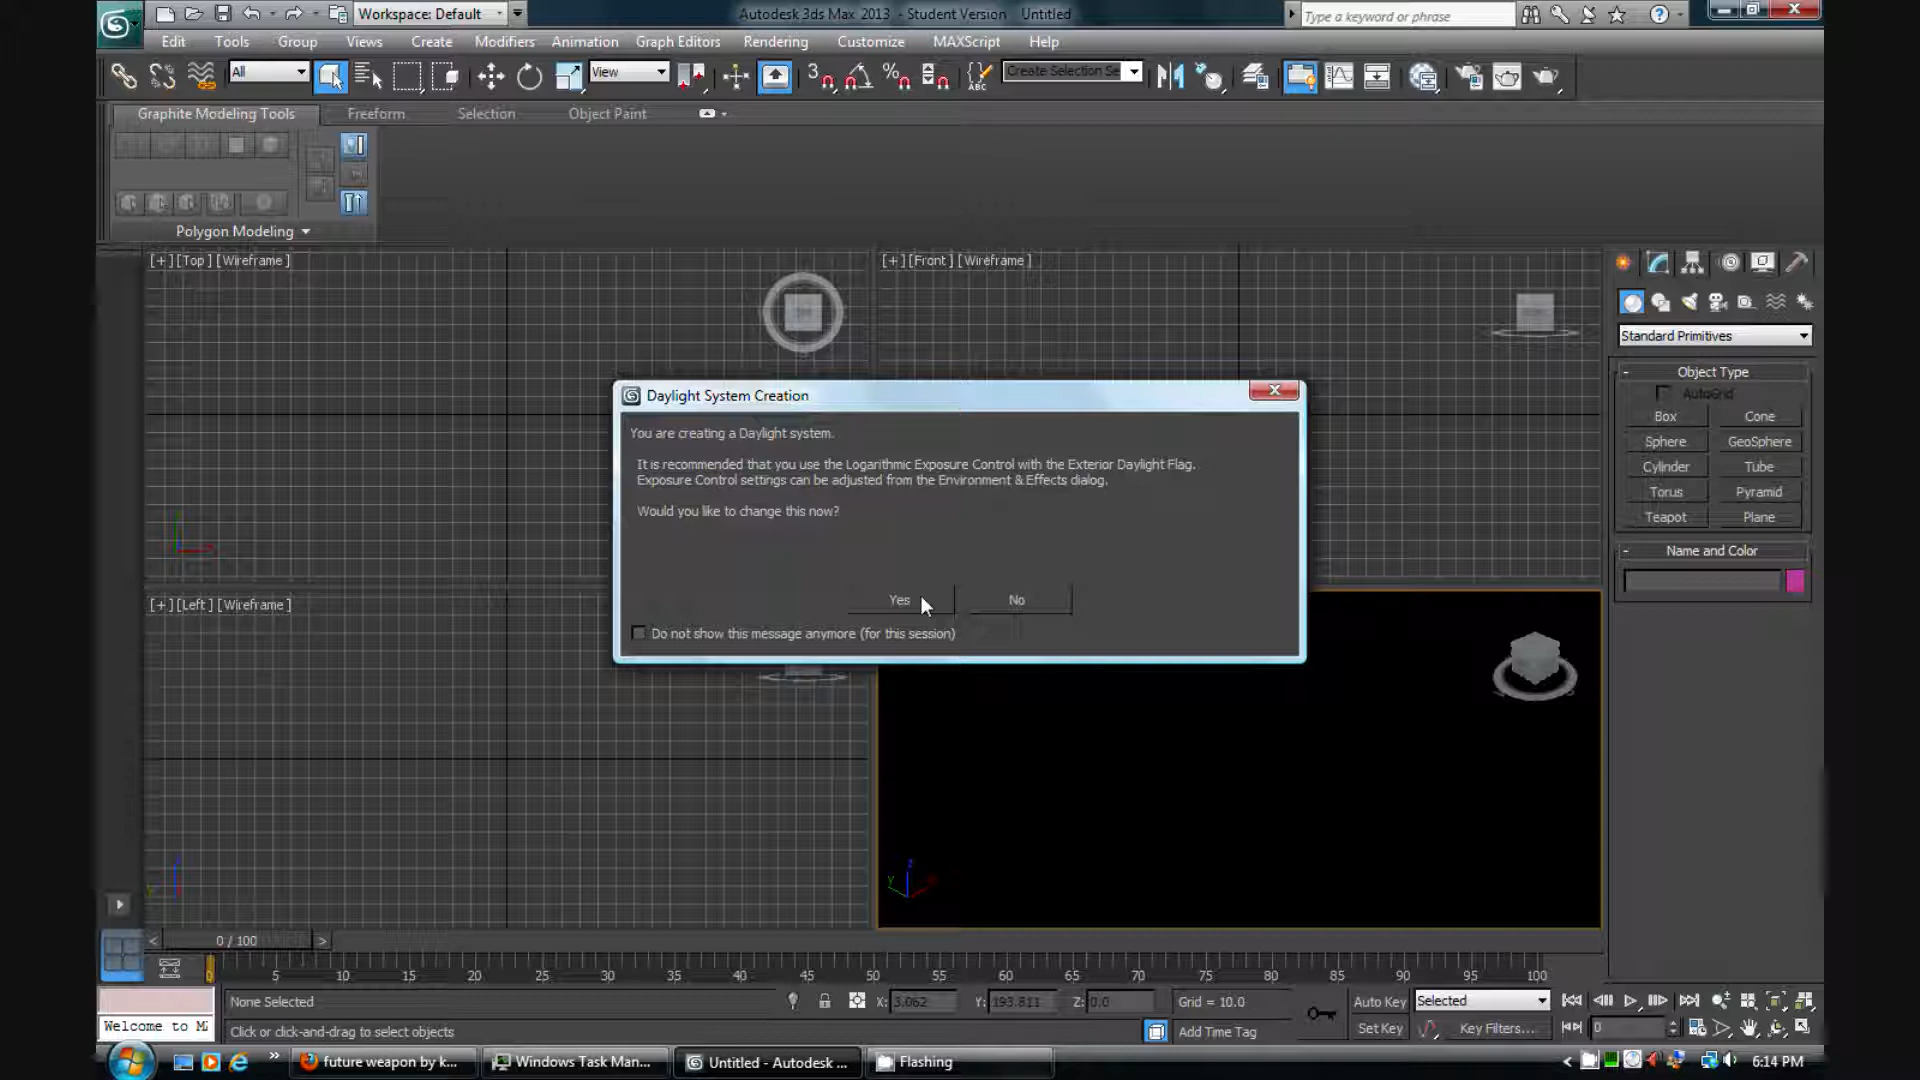 Workspace: Default
Autodesk 3ds Max 2013 - Student Version Untitled
Type a keyword or phrase
Edit Tools Group Views Create Modifiers Animation Graph Editors Rendering Customize MAXScript Help
All
View
3
%
ABC
Create Selection Se
Graphite Modeling Tools Freeform Selection Object Paint
Polygon Modeling
[+] [Top] [Wireframe]
[+] [Front] [Wireframe]
Standard Primitives
Object Type
AutoGrid
Box Cone
Sphere GeoSphere
Cylinder Tube
Torus Pyramid
Teapot Plane
Name and Color
Daylight System Creation
You are creating a Daylight system.
It is recommended that you use the Logarithmic Exposure Control with the Exterior Daylight Flag.
Exposure Control settings can be adjusted from the Environment & Effects dialog.
Would you like to change this now?
Yes No
Do not show this message anymore (for this session)
[+] [Left] [Wireframe]
< 0 / 100 >
0 5 10 15 20 25 30 35 40 45 50 55 60 65 70 75 80 85 90 95 100
None Selected
X: 3.062 Y: 193.811 Z: 0.0 Grid = 10.0
Auto Key Selected
Welcome to M
Click or click-and-drag to select objects
Add Time Tag
Set Key Key Filters... 0
future weapon by k...
Windows Task Man...
Untitled - Autodesk ...
Flashing
6:14 PM